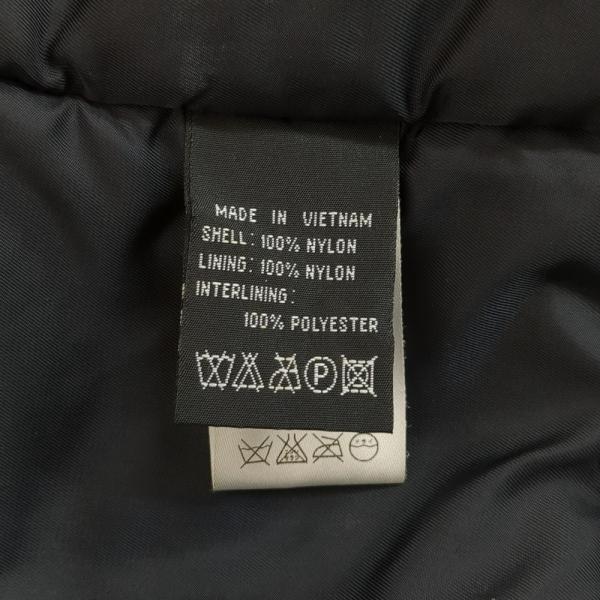 MADE IN VIETNAM
SHELL: 100% NYLON
LINING: 100% NYLON
INTERLINING:
100% POLYESTER
P